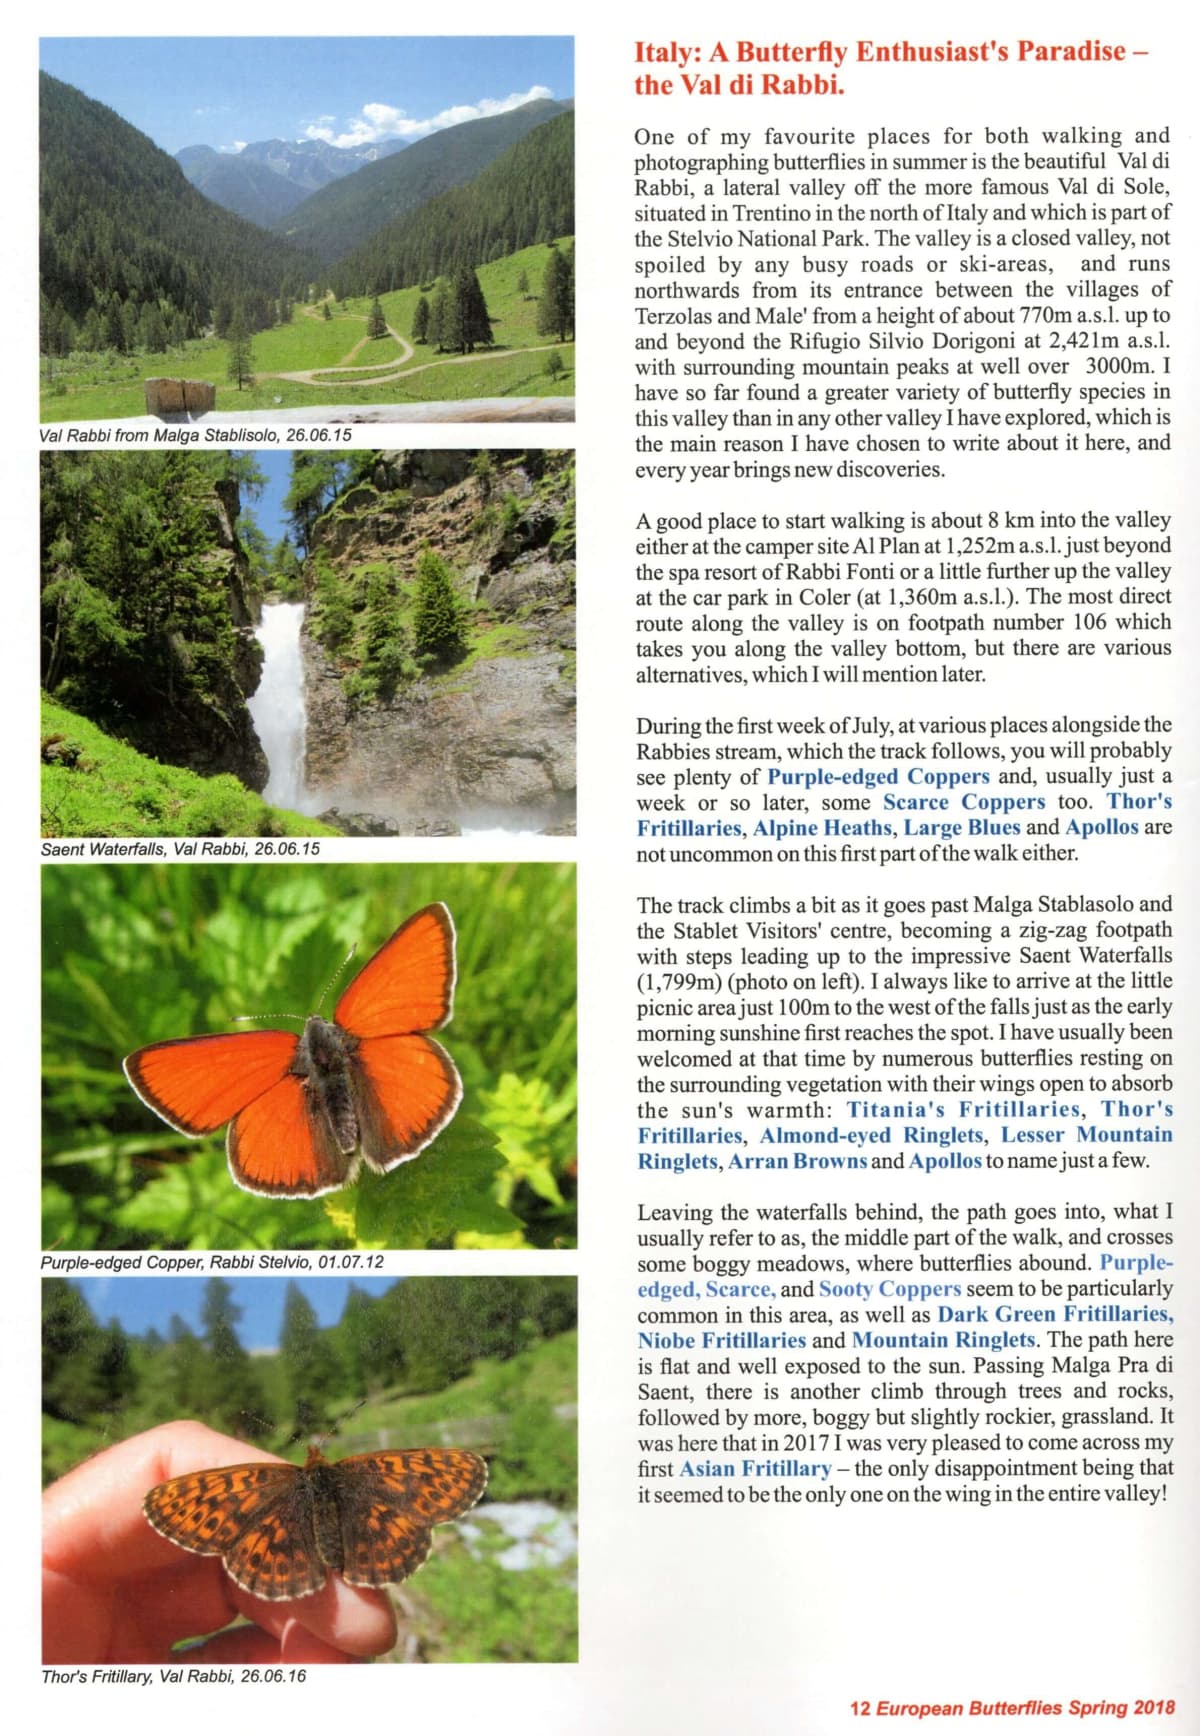 Val Rabbi from Malga Stablisolo, 26.06.15
Saent Waterfalls, Val Rabbi, 26.06.15
Purple-edged Copper, Rabbi Stelvio, 01.07.12
Thor's Fritillary, Val Rabbi, 26.06.16
Italy: A Butterfly Enthusiast's Paradise –
the Val di Rabbi.
One of my favourite places for both walking and
photographing butterflies in summer is the beautiful Val di
Rabbi, a lateral valley off the more famous Val di Sole,
situated in Trentino in the north of Italy and which is part of
the Stelvio National Park. The valley is a closed valley, not
spoiled by any busy roads or ski-areas, and runs
northwards from its entrance between the villages of
Terzolas and Male' from a height of about 770m a.s.l. up to
and beyond the Rifugio Silvio Dorigoni at 2,421m a.s.l.
with surrounding mountain peaks at well over 3000m. I
have so far found a greater variety of butterfly species in
this valley than in any other valley I have explored, which is
the main reason I have chosen to write about it here, and
every year brings new discoveries.
A good place to start walking is about 8 km into the valley
either at the camper site Al Plan at 1,252m a.s.l. just beyond
the spa resort of Rabbi Fonti or a little further up the valley
at the car park in Coler (at 1,360m a.s.l.). The most direct
route along the valley is on footpath number 106 which
takes you along the valley bottom, but there are various
alternatives, which I will mention later.
During the first week of July, at various places alongside the
Rabbies stream, which the track follows, you will probably
see plenty of Purple-edged Coppers and, usually just a
week or so later, some Scarce Coppers too. Thor's
Fritillaries, Alpine Heaths, Large Blues and Apollos are
not uncommon on this first part of the walk either.
The track climbs a bit as it goes past Malga Stablasolo and
the Stablet Visitors' centre, becoming a zig-zag footpath
with steps leading up to the impressive Saent Waterfalls
(1,799m) (photo on left). I always like to arrive at the little
picnic area just 100m to the west of the falls just as the early
morning sunshine first reaches the spot. I have usually been
welcomed at that time by numerous butterflies resting on
the surrounding vegetation with their wings open to absorb
the sun's warmth: Titania's Fritillaries, Thor's
Fritillaries, Almond-eyed Ringlets, Lesser Mountain
Ringlets, Arran Browns and Apollos to name just a few.
Leaving the waterfalls behind, the path goes into, what I
usually refer to as, the middle part of the walk, and crosses
some boggy meadows, where butterflies abound. Purple-
edged, Scarce, and Sooty Coppers seem to be particularly
common in this area, as well as Dark Green Fritillaries,
Niobe Fritillaries and Mountain Ringlets. The path here
is flat and well exposed to the sun. Passing Malga Pra di
Saent, there is another climb through trees and rocks,
followed by more, boggy but slightly rockier, grassland. It
was here that in 2017 I was very pleased to come across my
first Asian Fritillary – the only disappointment being that
it seemed to be the only one on the wing in the entire valley!
12 European Butterflies Spring 2018